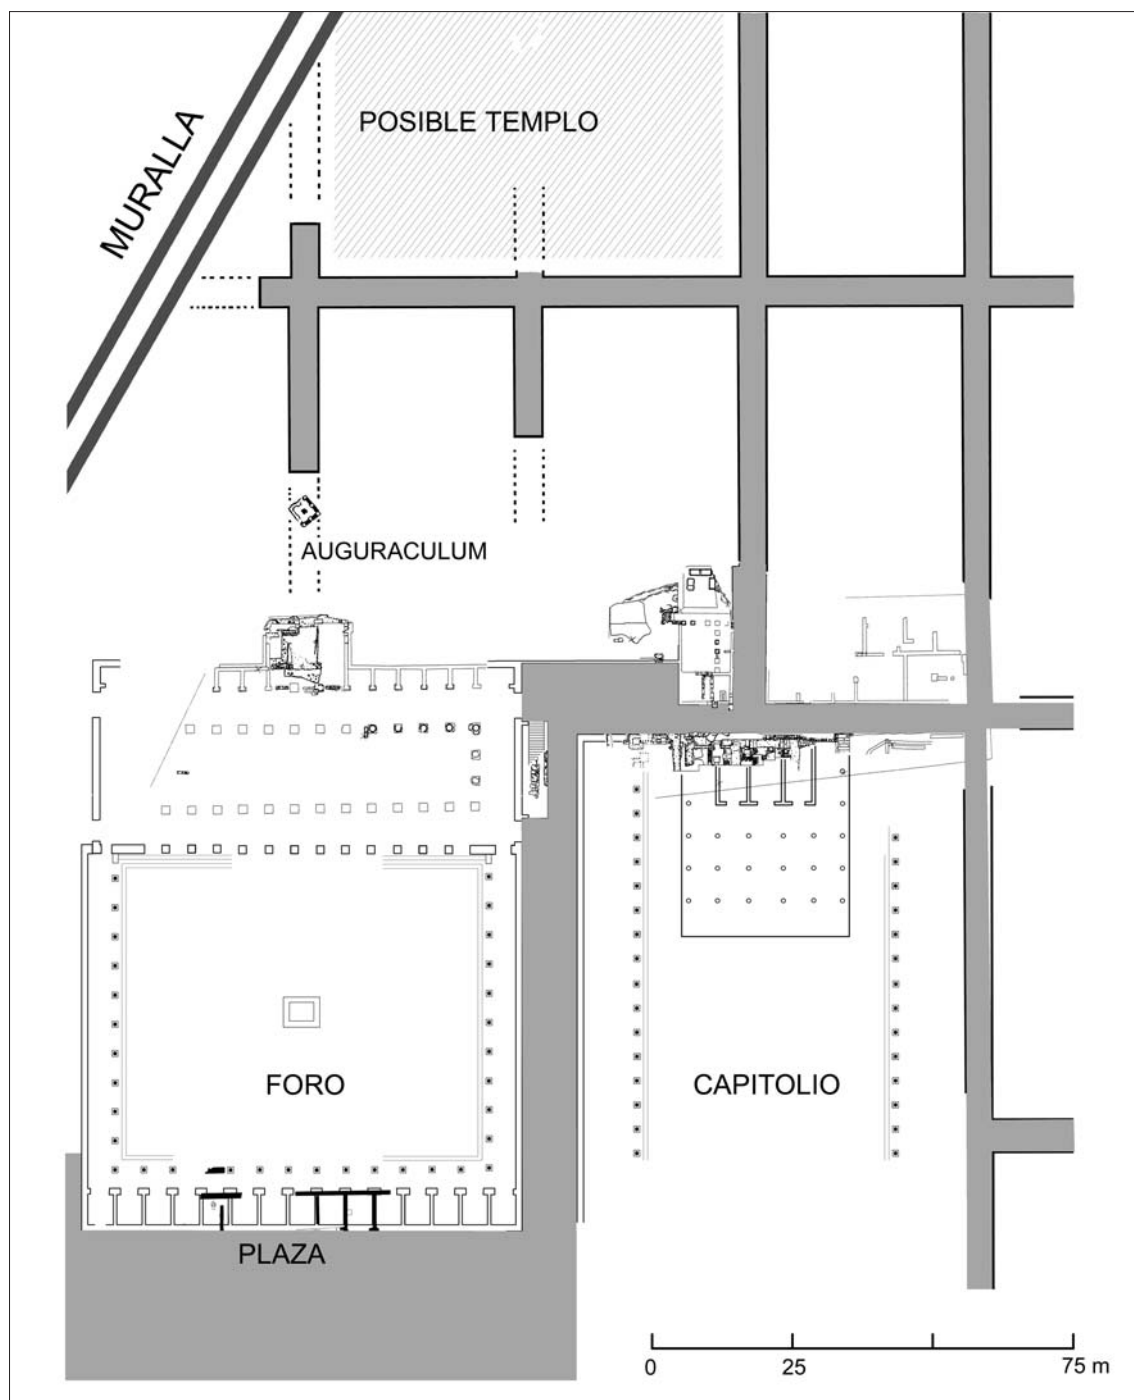 POSIBLE TEMPLO
MURALLA
AUGURACULUM
FORO
CAPITOLIO
PLAZA
0 25 75 m